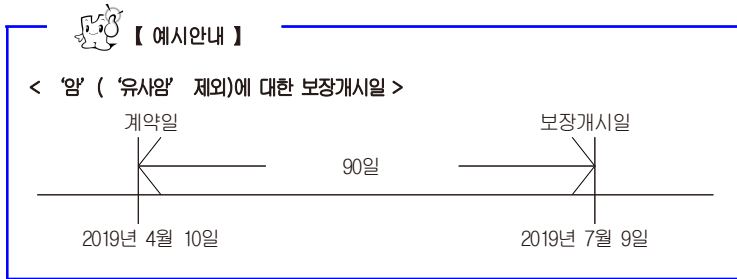 【 예시안내 】
< ‘암’ ( ‘유사암’ 제외)에 대한 보장개시일 >
계약일 보장개시일
90일
2019년 4월 10일 2019년 7월 9일